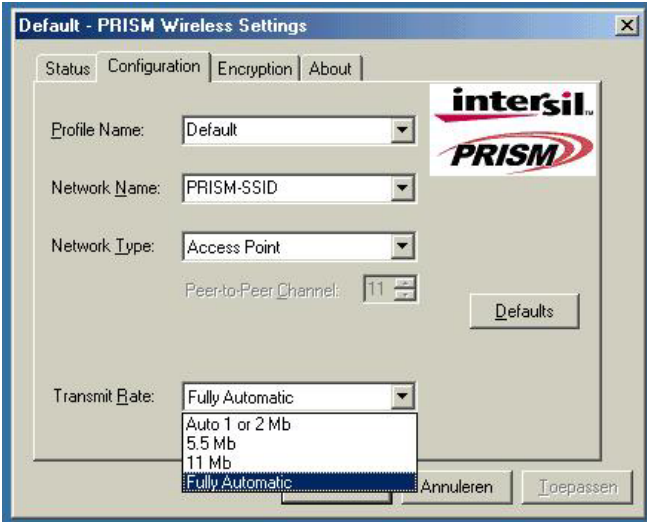 Default - PRISM Wireless Settings
Status Configuration Encryption About
intersil™
PRISM
Profile Name: Default
Network Name: PRISM-SSID
Network Type: Access Point
Peer-to-Peer Channel: 11
Defaults
Transmit Rate: Fully Automatic
Auto 1 or 2 Mb
5.5 Mb
11 Mb
Fully Automatic
Annuleren Toepassen